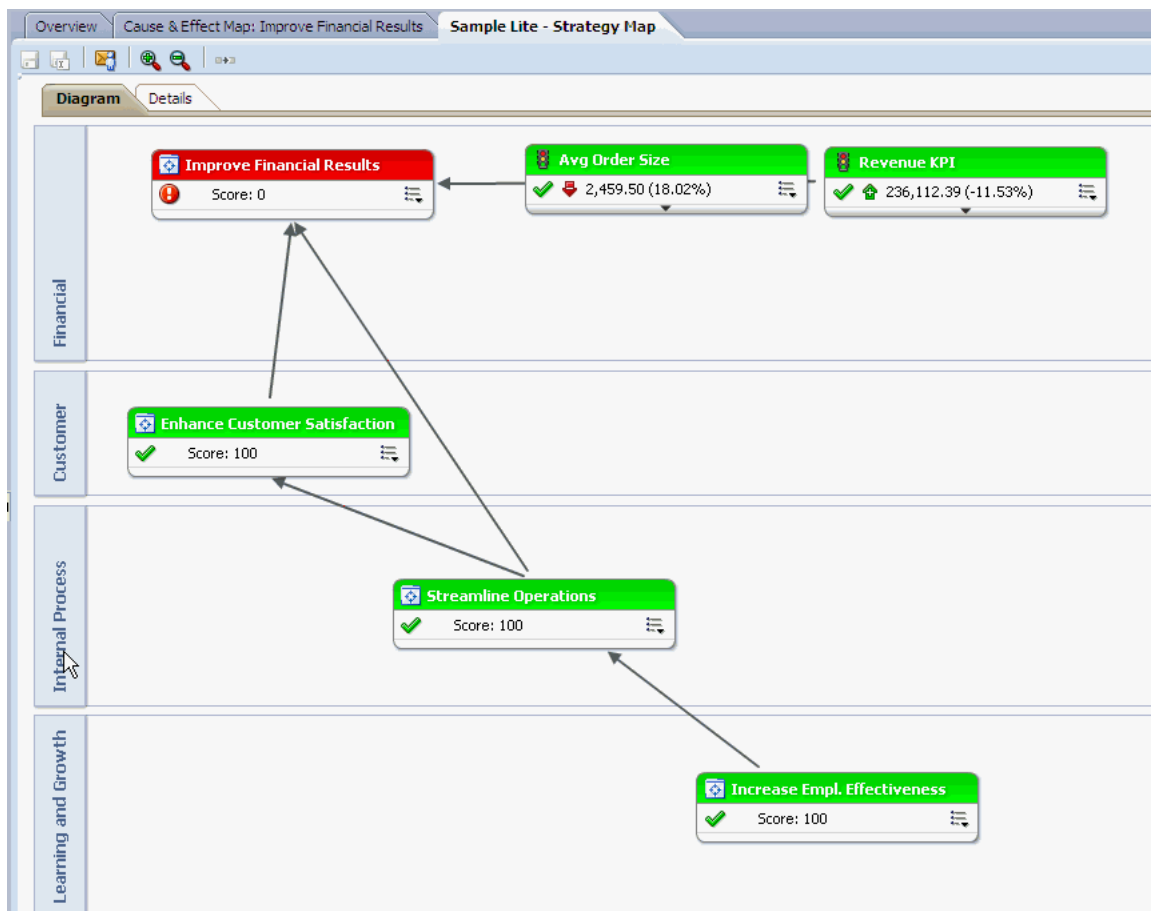 Overview
Cause & Effect Map: Improve Financial Results
Sample Lite - Strategy Map
Diagram
Details
Financial
Improve Financial Results
Score: 0
Avg Order Size
2,459.50 (18.02%)
Revenue KPI
236,112.39 (-11.53%)
Customer
Enhance Customer Satisfaction
Score: 100
Internal Process
Streamline Operations
Score: 100
Learning and Growth
Increase Empl. Effectiveness
Score: 100